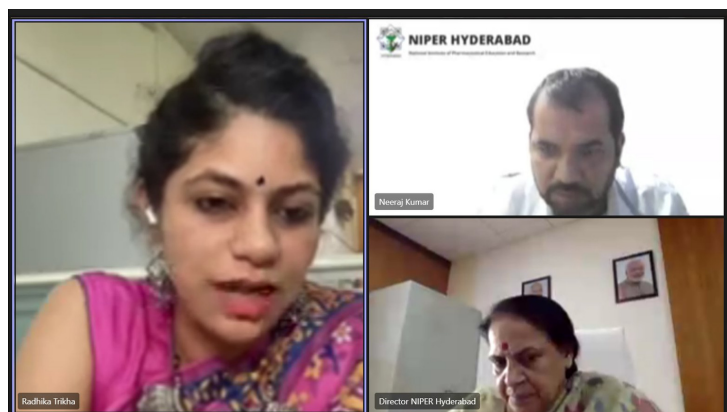 NIPER HYDERABAD
National Institute of Pharmaceutical Education and Research
Neeraj Kumar
Radhika Trikha
Director NIPER Hyderabad